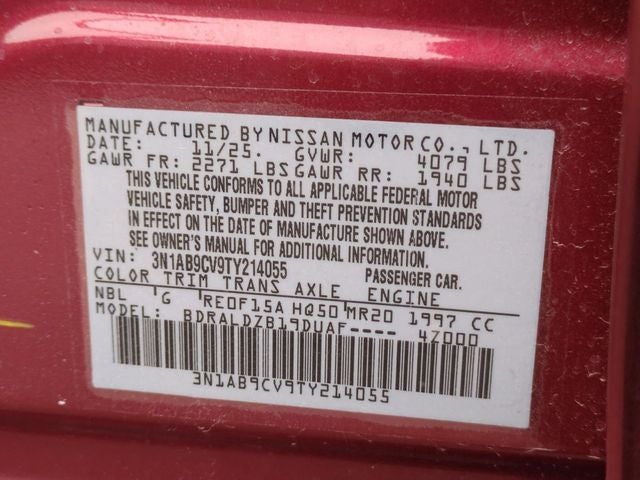 MANUFACTURED BY NISSAN MOTOR CO., LTD.
DATE: 11/25. GVWR: 4079 LBS
GAWR FR: 2271 LBS GAWR RR: 1940 LBS
THIS VEHICLE CONFORMS TO ALL APPLICABLE FEDERAL MOTOR
VEHICLE SAFETY, BUMPER AND THEFT PREVENTION STANDARDS
IN EFFECT ON THE DATE OF MANUFACTURE SHOWN ABOVE.
SEE OWNER'S MANUAL FOR ADDITIONAL INFORMATION.
VIN: 3N1AB9CV9TY214055 PASSENGER CAR.
COLOR TRIM TRANS AXLE ENGINE
NBL 'G 'RE0F15A HQ50'MR20 1997 CC
MODEL: BDRALDZB19DUAF---- 4Z000
3N1AB9CV9TY214055